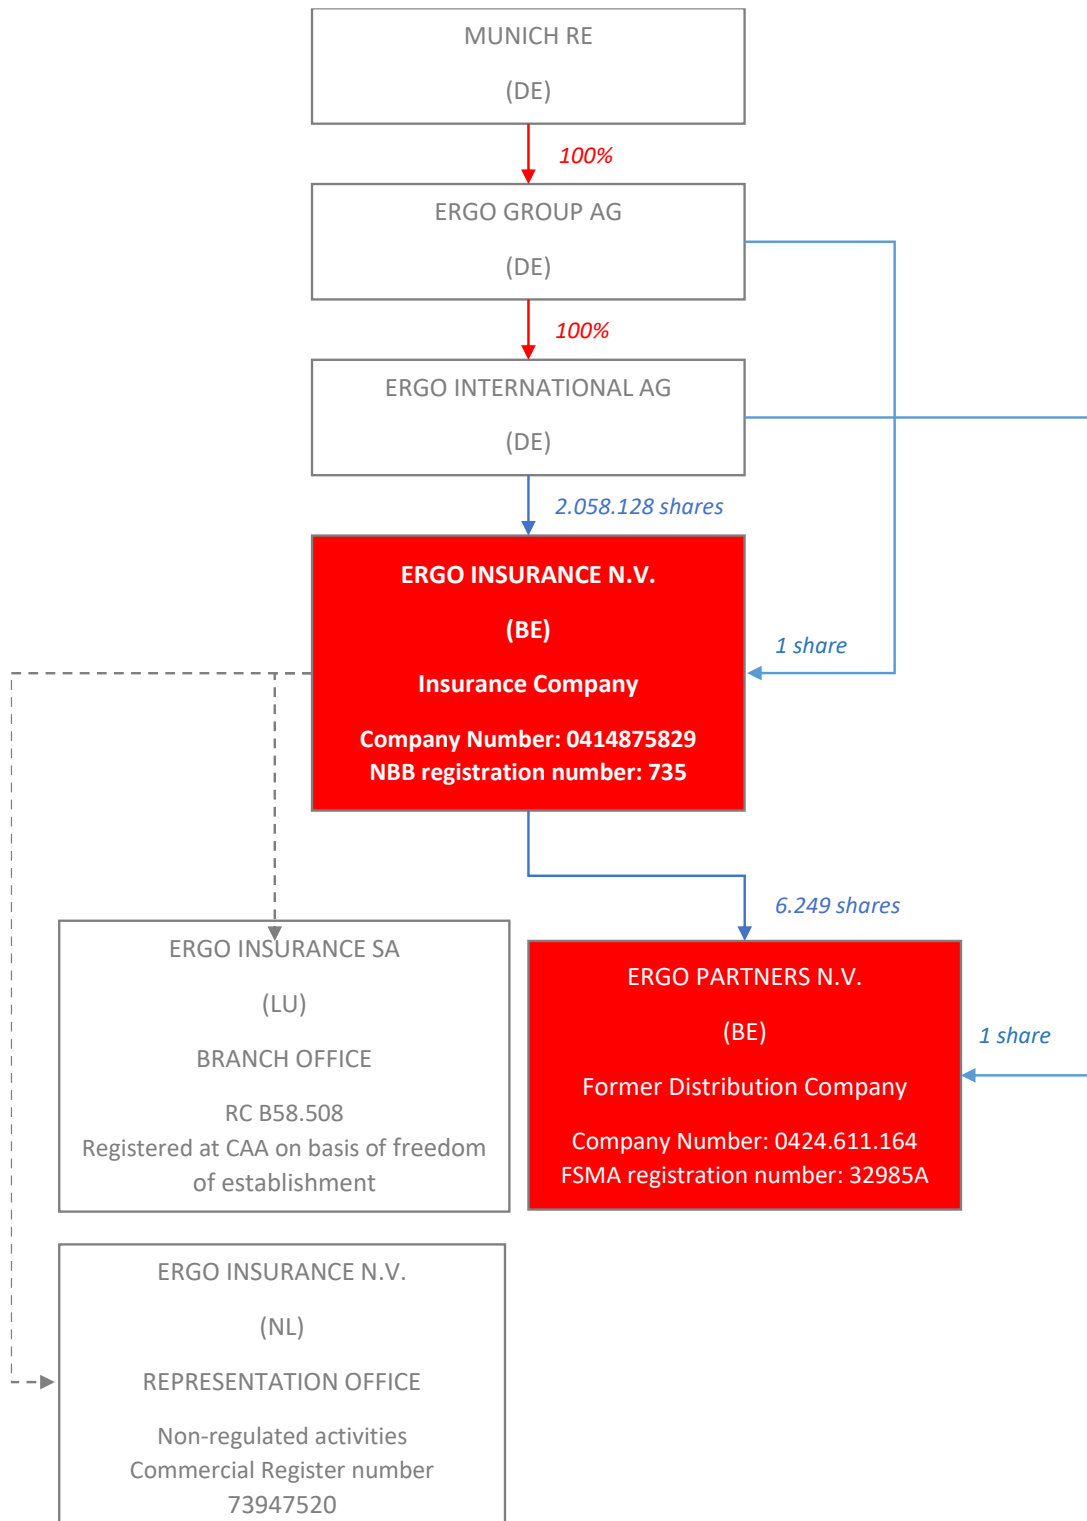 MUNICH RE
(DE)
100%
ERGO GROUP AG
(DE)
100%
ERGO INTERNATIONAL AG
(DE)
2.058.128 shares
ERGO INSURANCE N.V.
(BE)
Insurance Company
Company Number: 0414875829
NBB registration number: 735
1 share
6.249 shares
ERGO INSURANCE SA
(LU)
BRANCH OFFICE
RC B58.508
Registered at CAA on basis of freedom
of establishment
ERGO PARTNERS N.V.
(BE)
Former Distribution Company
Company Number: 0424.611.164
FSMA registration number: 32985A
1 share
ERGO INSURANCE N.V.
(NL)
REPRESENTATION OFFICE
Non-regulated activities
Commercial Register number
73947520